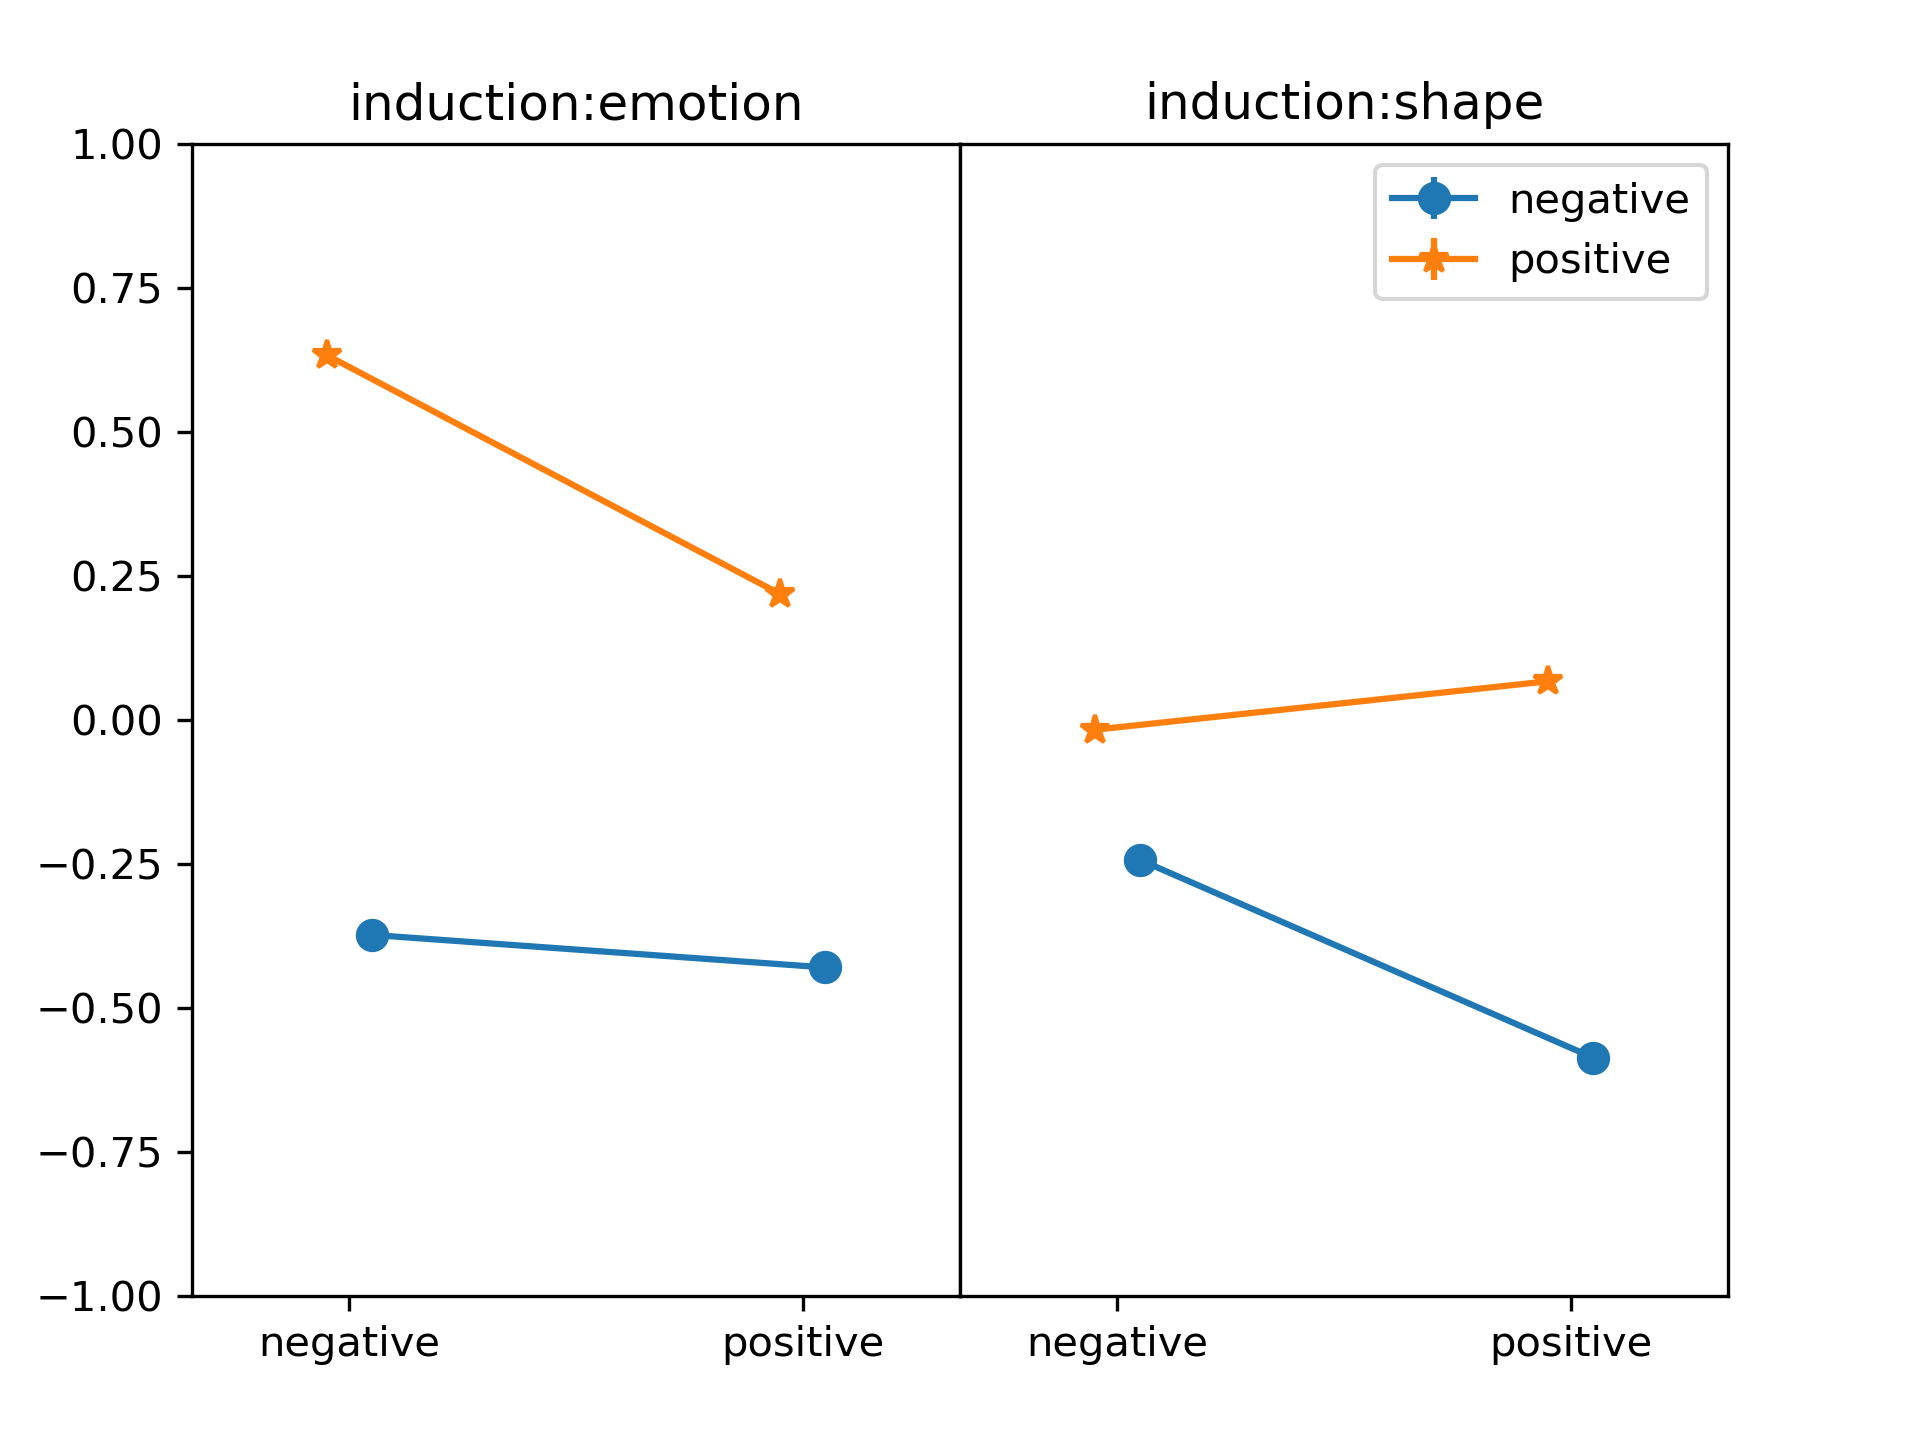 induction:emotion
induction:shape
1.00
0.75
0.50
0.25
0.00
−0.25
−0.50
−0.75
−1.00
negative
positive
negative
positive
negative
positive